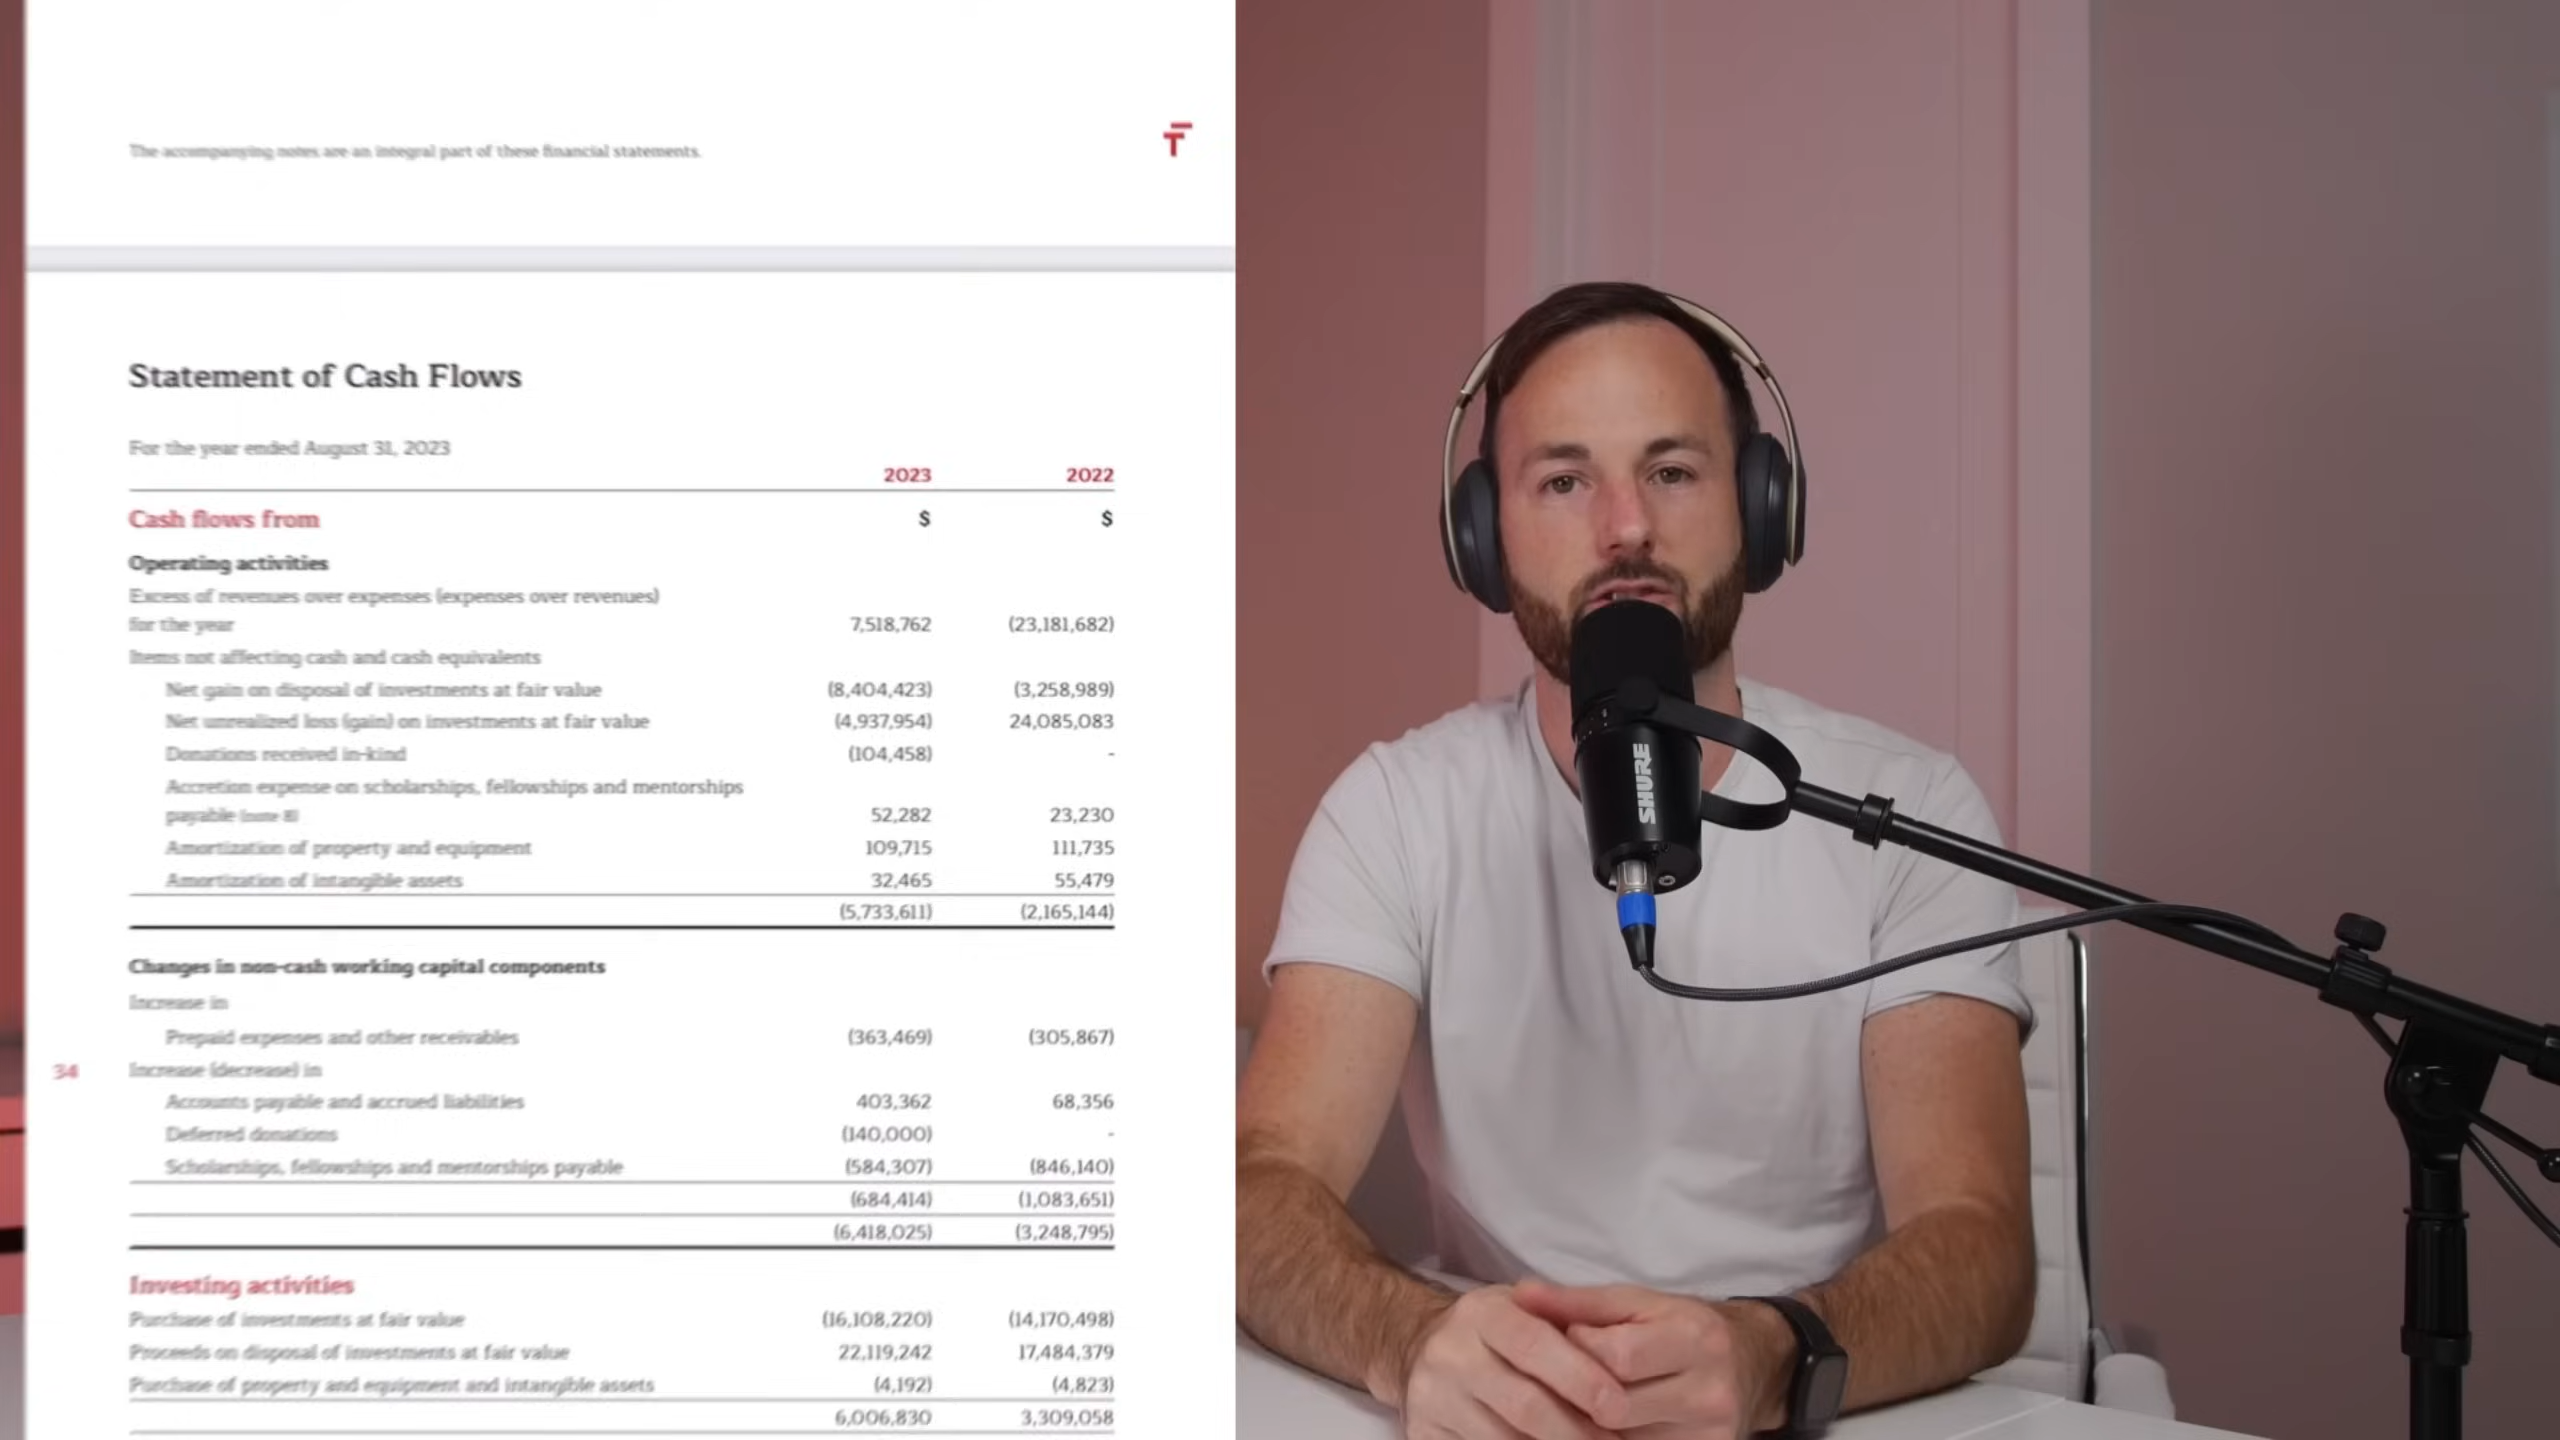 The accompanying notes are an integral part of these financial statements.
Statement of Cash Flows
For the year ended August 31, 2023
2023 2022
Cash flows from $ $
Operating activities
Excess of revenues over expenses (expenses over revenues)
for the year 7,518,762 (23,181,682)
Items not affecting cash and cash equivalents
Net gain on disposal of investments at fair value (8,404,423) (3,258,989)
Net unrealized loss (gain) on investments at fair value (4,937,954) 24,085,083
Donations received in-kind (104,458) -
Accretion expense on scholarships, fellowships and mentorships
payable (note 8) 52,282 23,230
Amortization of property and equipment 109,715 111,735
Amortization of intangible assets 32,465 55,479
(5,733,611) (2,165,144)
Changes in non-cash working capital components
Increase in
Prepaid expenses and other receivables (363,469) (305,867)
34
Increase (decrease) in
Accounts payable and accrued liabilities 403,362 68,356
Deferred donations (140,000) -
Scholarships, fellowships and mentorships payable (584,307) (846,140)
(684,414) (1,083,651)
(6,418,025) (3,248,795)
Investing activities
Purchase of investments at fair value (16,108,220) (14,170,498)
Proceeds on disposal of investments at fair value 22,119,242 17,484,379
Purchase of property and equipment and intangible assets (4,192) (4,823)
6,006,830 3,309,058
SHURE